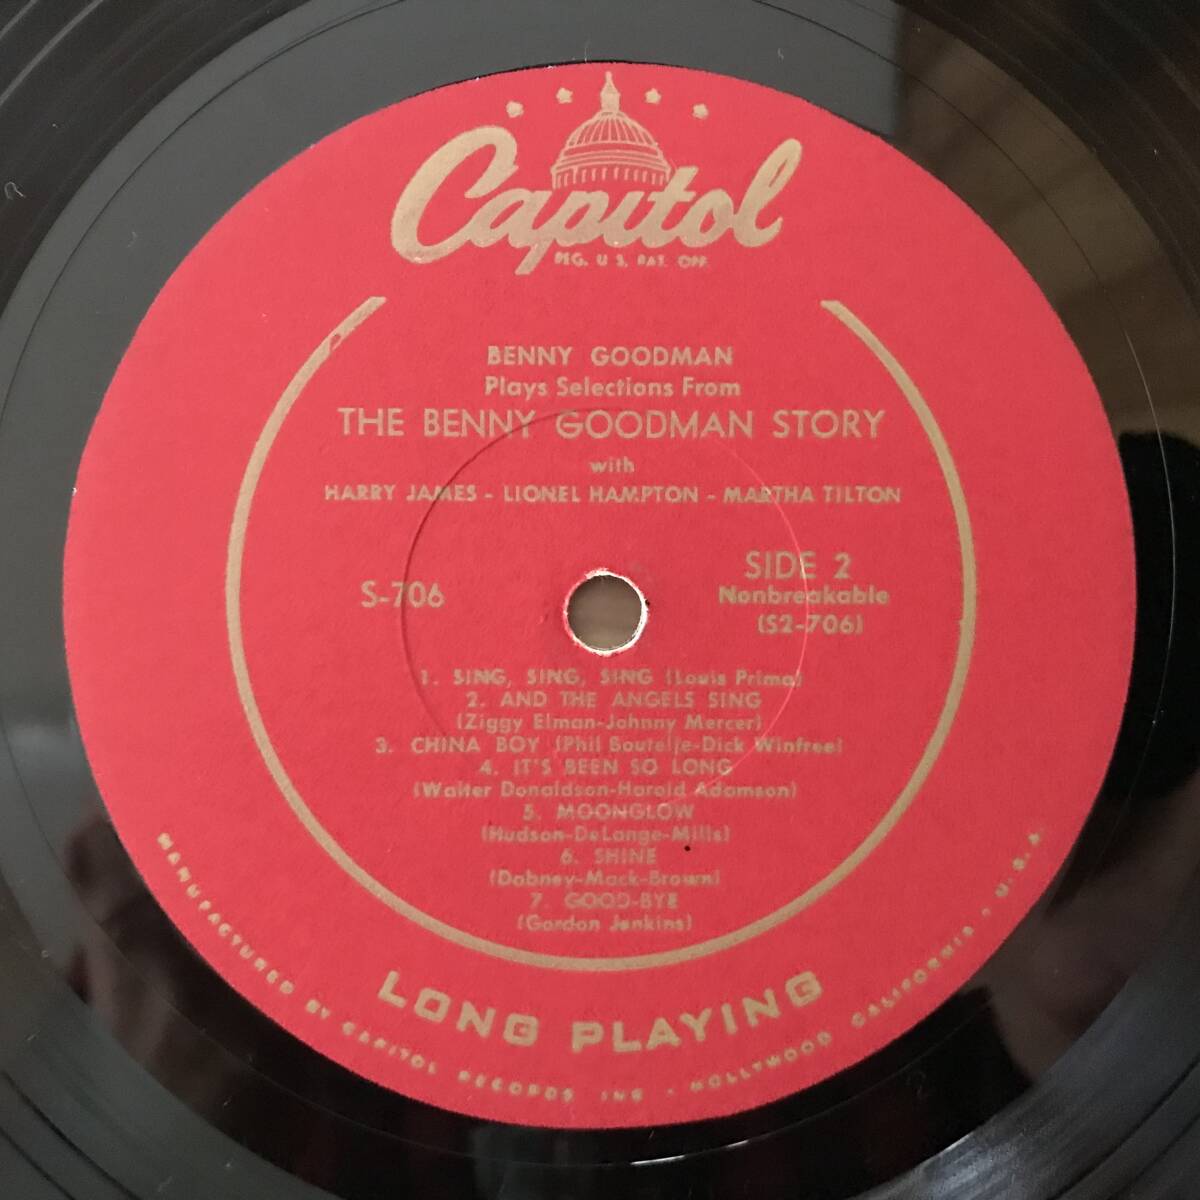 Capitol
REG. U. S. PAT. OFF.
BENNY GOODMAN
Plays Selections From
THE BENNY GOODMAN STORY
with
HARRY JAMES - LIONEL HAMPTON - MARTHA TILTON
S-706
SIDE 2
Nonbreakable
(S2-706)
1. SING, SING, SING (Louis Prima)
2. AND THE ANGELS SING
(Ziggy Elman-Johnny Mercer)
3. CHINA BOY (Phil Boutelje-Dick Winfree)
4. IT'S BEEN SO LONG
(Walter Donaldson-Harold Adamson)
5. MOONGLOW
(Hudson-DeLange-Mills)
6. SHINE
(Dabney-Mack-Brown)
7. GOOD-BYE
(Gordon Jenkins)
LONG PLAYING
MANUFACTURED BY CAPITOL RECORDS INC · HOLLYWOOD CALIFORNIA · U.S.A.